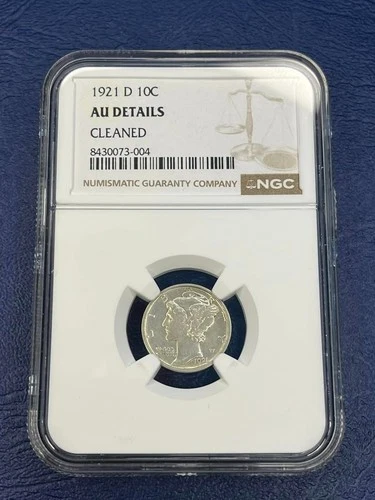 1921 D 10C
AU DETAILS
CLEANED
8430073-004
NUMISMATIC GUARANTY COMPANY NGC